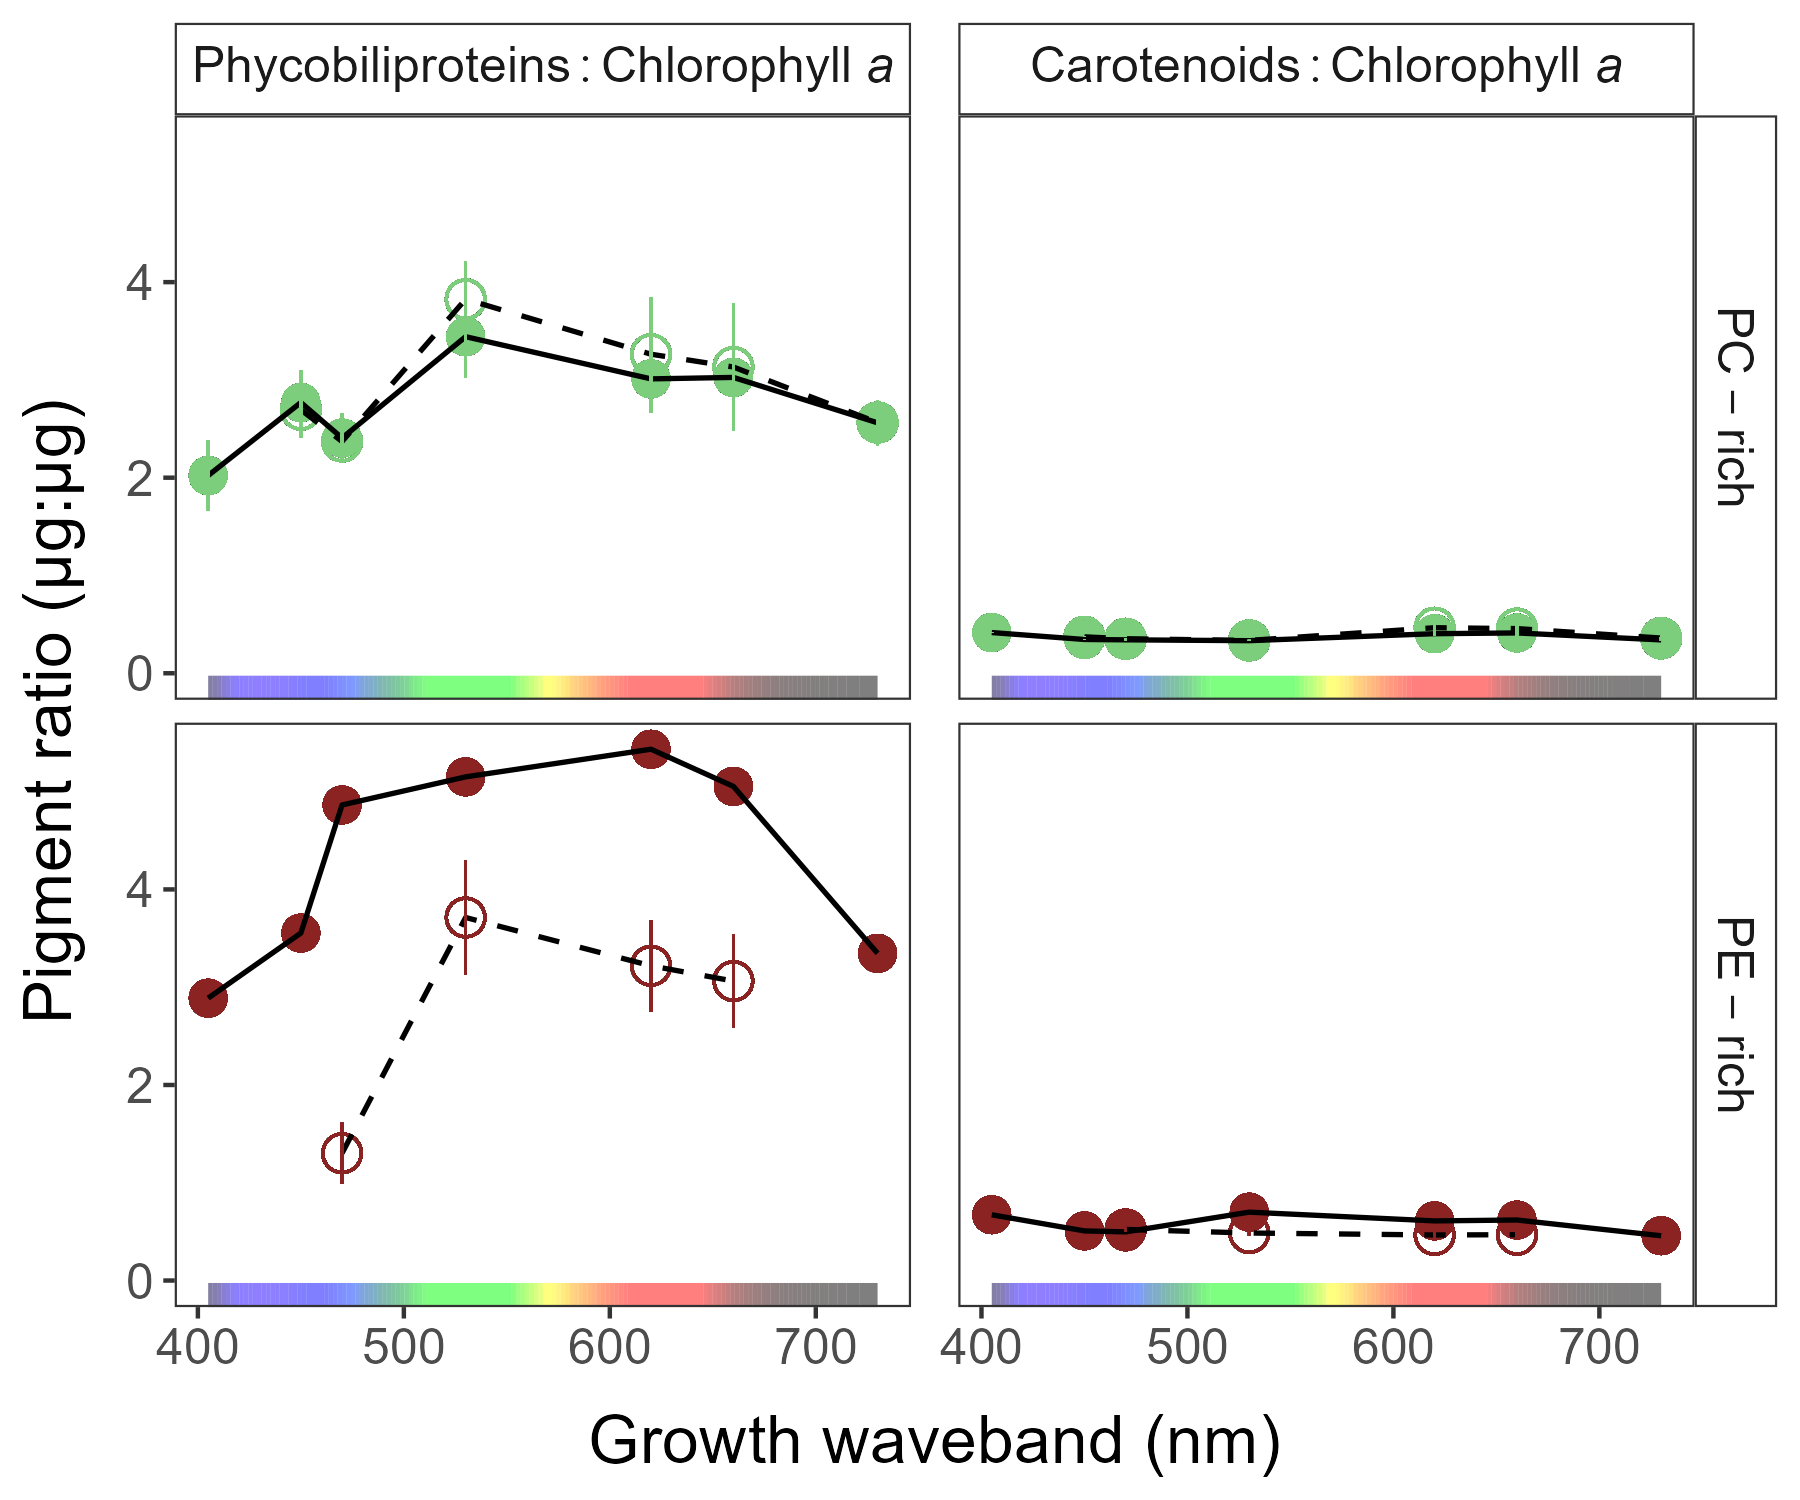 Phycobiliproteins : Chlorophyll a
Carotenoids : Chlorophyll a
Pigment ratio (µg:µg)
4
2
0
PC – rich
4
2
0
PE – rich
400 500 600 700
400 500 600 700
Growth waveband (nm)